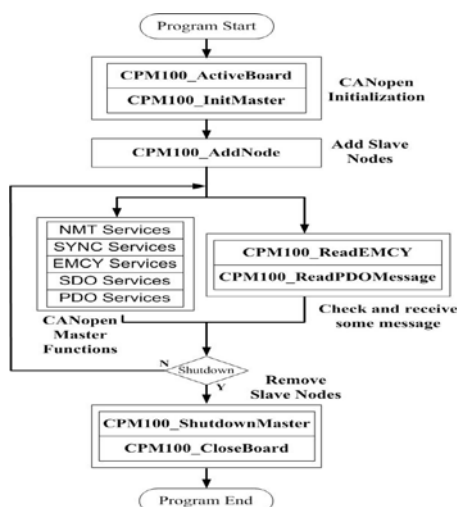 Program Start
CPM100_ActiveBoard
CPM100_InitMaster
CANopen
Initialization
CPM100_AddNode
Add Slave
Nodes
NMT Services
SYNC Services
EMCY Services
SDO Services
PDO Services
CANopen
Master
Functions
CPM100_ReadEMCY
CPM100_ReadPDOMessage
Check and receive
some message
N
Shutdown
Y
Remove
Slave Nodes
CPM100_ShutdownMaster
CPM100_CloseBoard
Program End